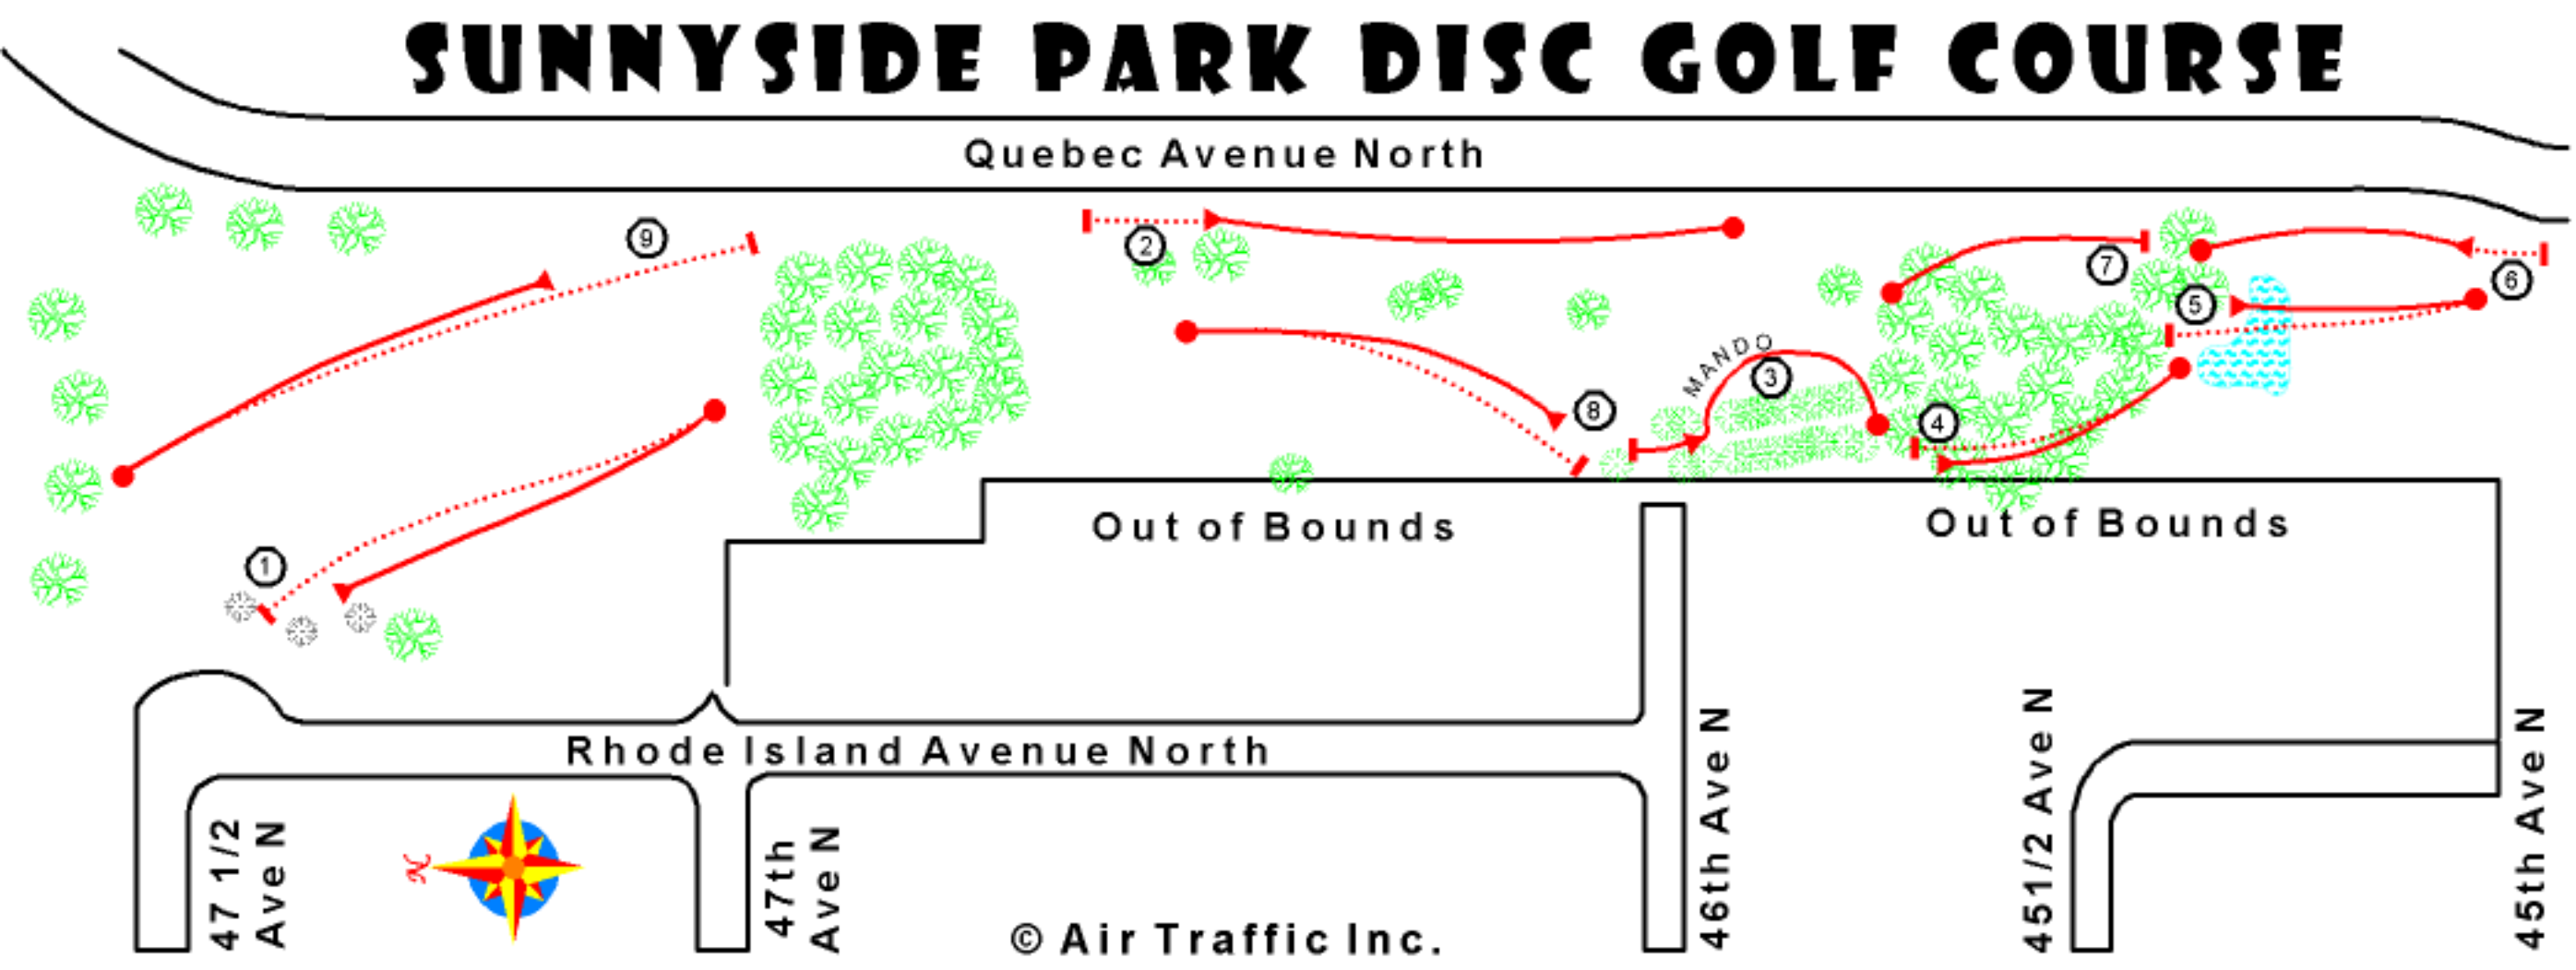 SUNNYSIDE PARK DISC GOLF COURSE
Quebec Avenue North
9
2
7
6
5
MANDO
3
8
4
1
Out of Bounds
Out of Bounds
Rhode Island Avenue North
N
47 1/2
Ave N
47th
Ave N
46th Ave N
451/2 Ave N
45th Ave N
© Air Traffic Inc.